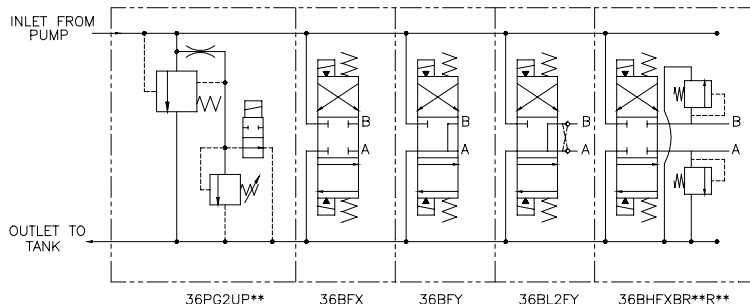 INLET FROM
PUMP
B
A
B
A
B
A
B
A
OUTLET TO
TANK
36PG2UP**
36BFX
36BFY
36BL2FY
36BHFXBR**R**